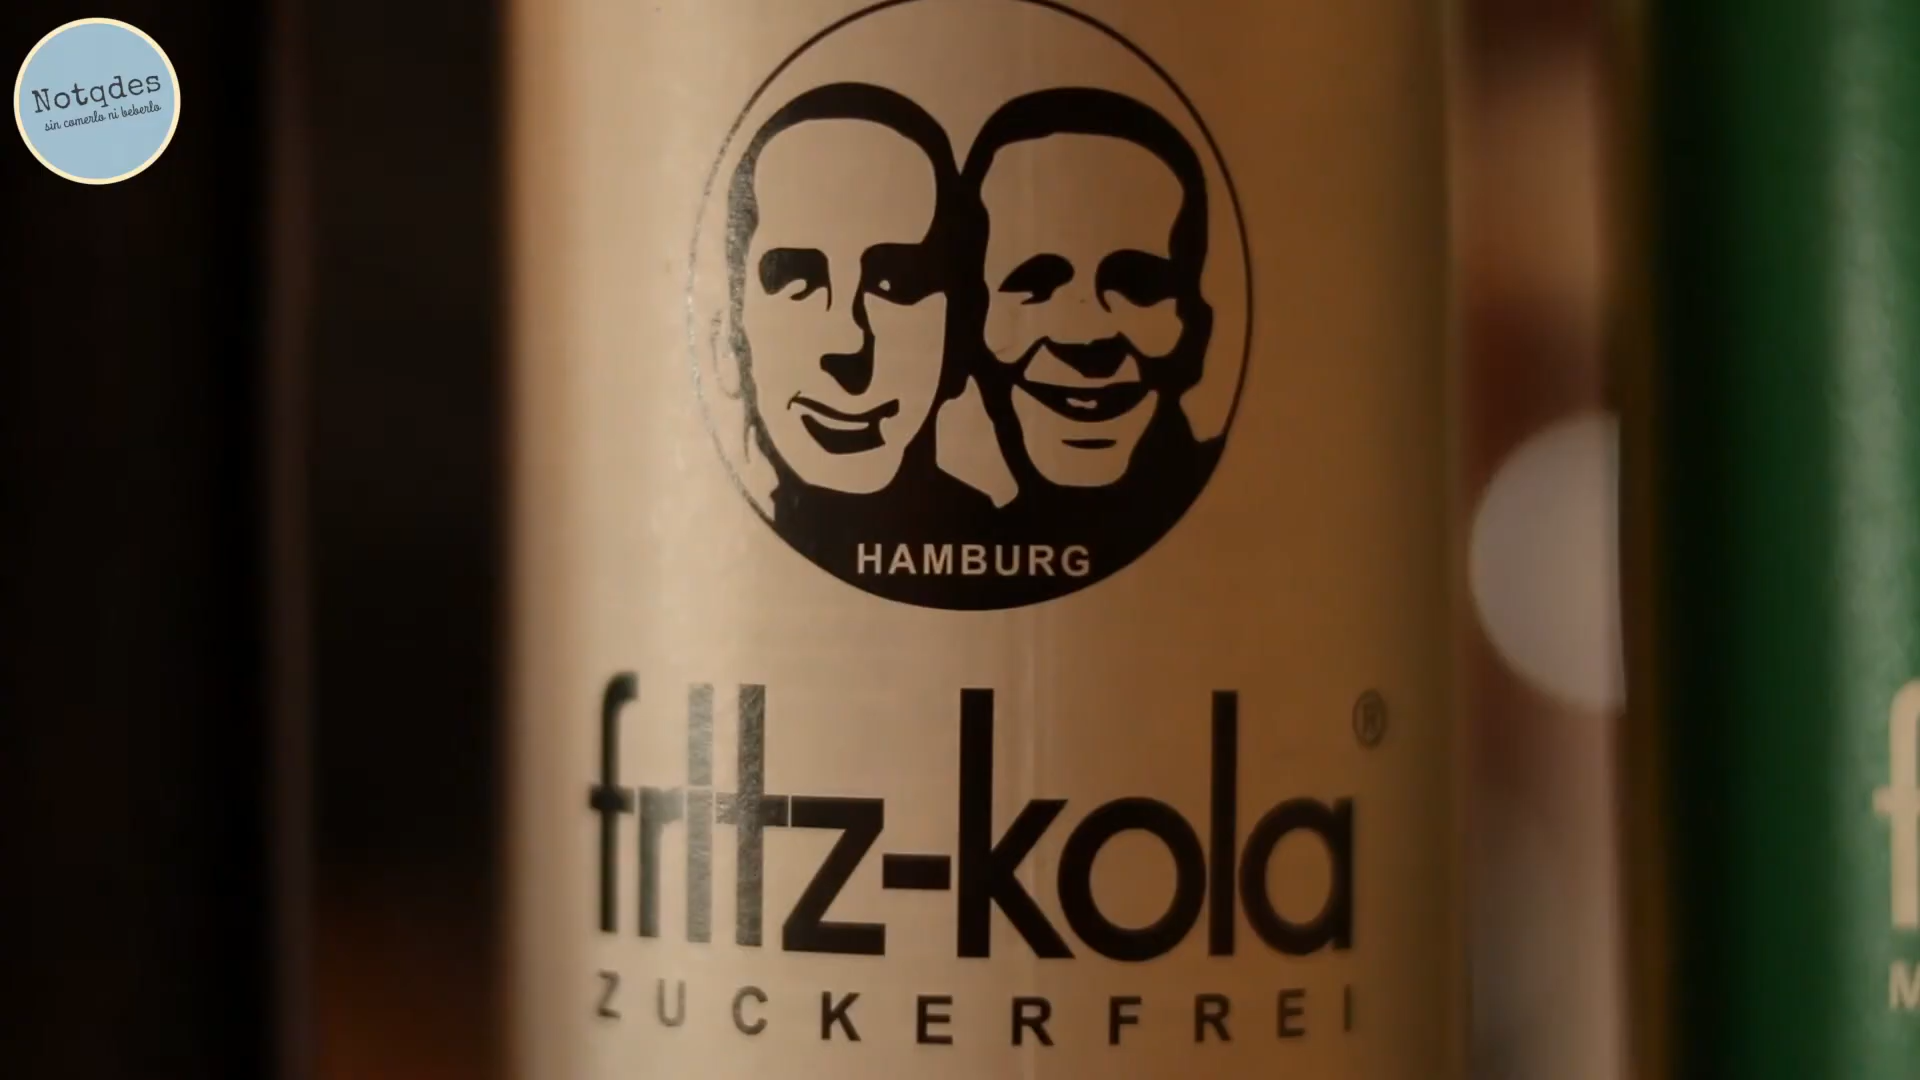 Notqdes
sin comerlo ni beberlo
HAMBURG
fritz-kola®
ZUCKERFREI